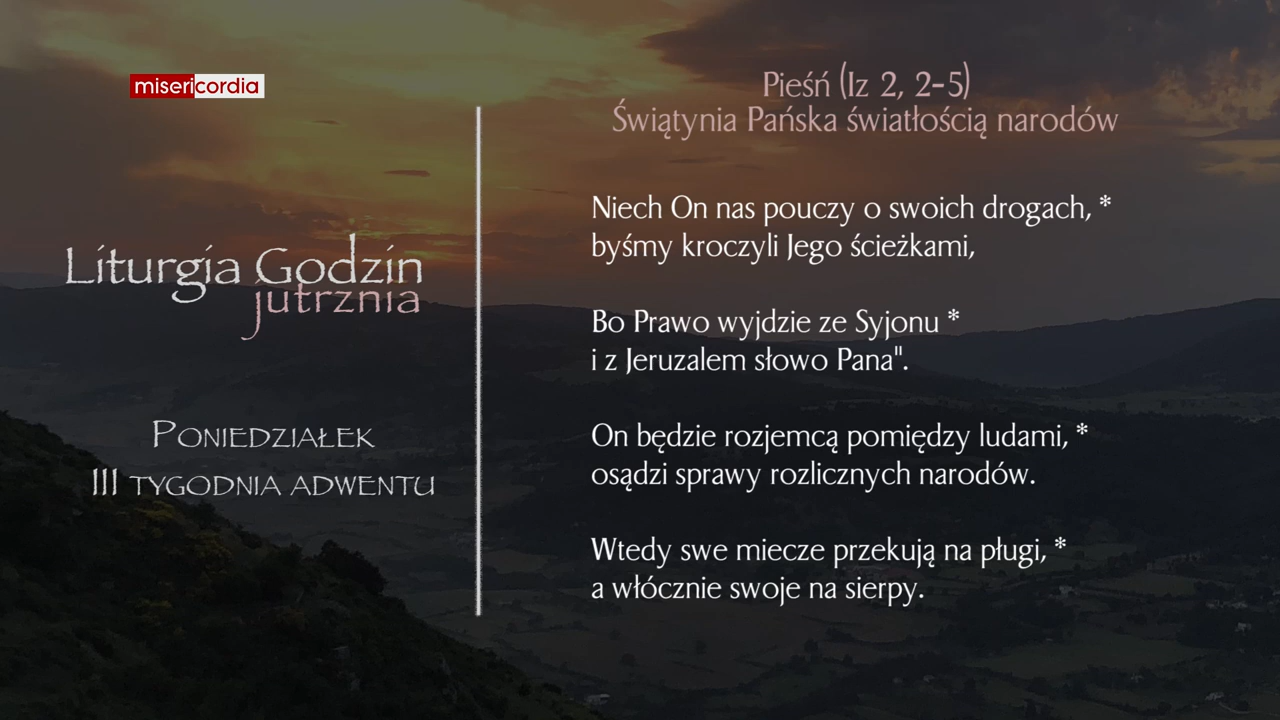 misericordia
Liturgia Godzin
jutrznia
Poniedziałek
III tygodnia adwentu
Pieśń (Iz 2, 2-5)
Świątynia Pańska światłością narodów
Niech On nas pouczy o swoich drogach, *
byśmy kroczyli Jego ścieżkami,
Bo Prawo wyjdzie ze Syjonu *
i z Jeruzalem słowo Pana".
On będzie rozjemcą pomiędzy ludami, *
osądzi sprawy rozlicznych narodów.
Wtedy swe miecze przekują na pługi, *
a włócznie swoje na sierpy.